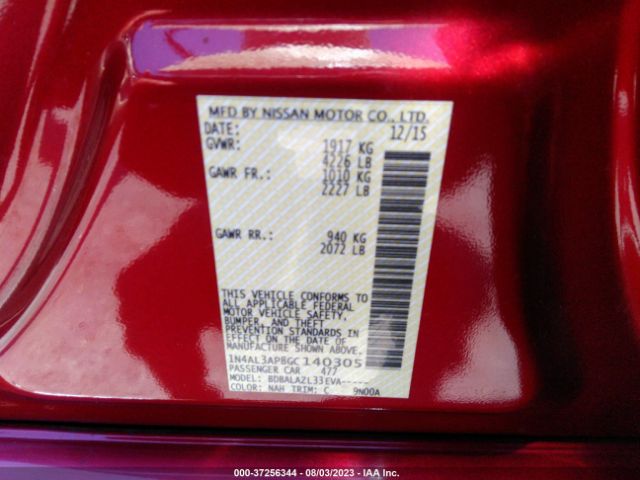 MFD BY NISSAN MOTOR CO., LTD.
DATE: 12/15
GVWR: 1917 KG
4226 LB
GAWR FR.: 1010 KG
2227 LB
GAWR RR.: 940 KG
2072 LB
THIS VEHICLE CONFORMS TO
ALL APPLICABLE FEDERAL
MOTOR VEHICLE SAFETY,
BUMPER, AND THEFT
PREVENTION STANDARDS IN
EFFECT ON THE DATE OF
MANUFACTURE SHOWN ABOVE.
1N4AL3AP8GC140305
PASSENGER CAR 477
MODEL: BDBALAZL33EVA-----
COLOR: NAH TRIM: C 9N00A
000-37256344 - 08/03/2023 - IAA Inc.